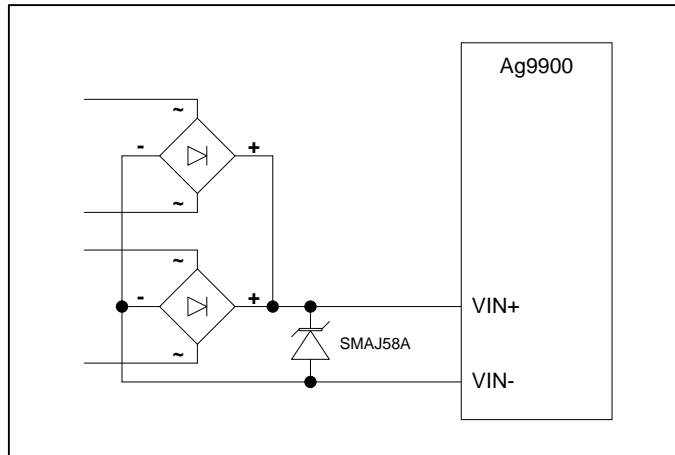 Ag9900
~
- +
~
~
- +
VIN+
~
SMAJ58A
VIN-